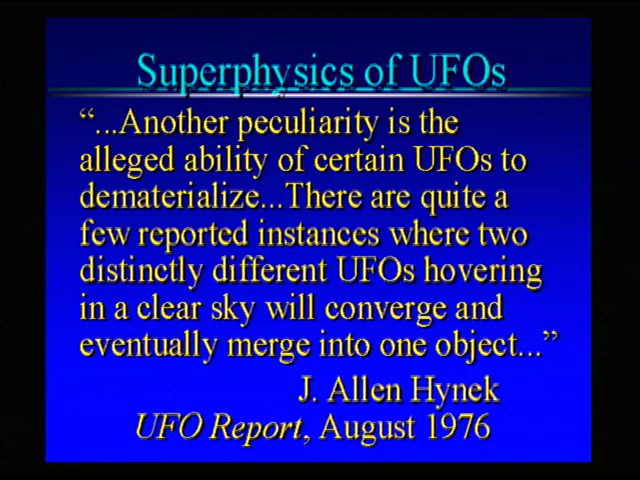 Superphysics of UFOs
“...Another peculiarity is the
alleged ability of certain UFOs to
dematerialize...There are quite a
few reported instances where two
distinctly different UFOs hovering
in a clear sky will converge and
eventually merge into one object...”
J. Allen Hynek
UFO Report, August 1976